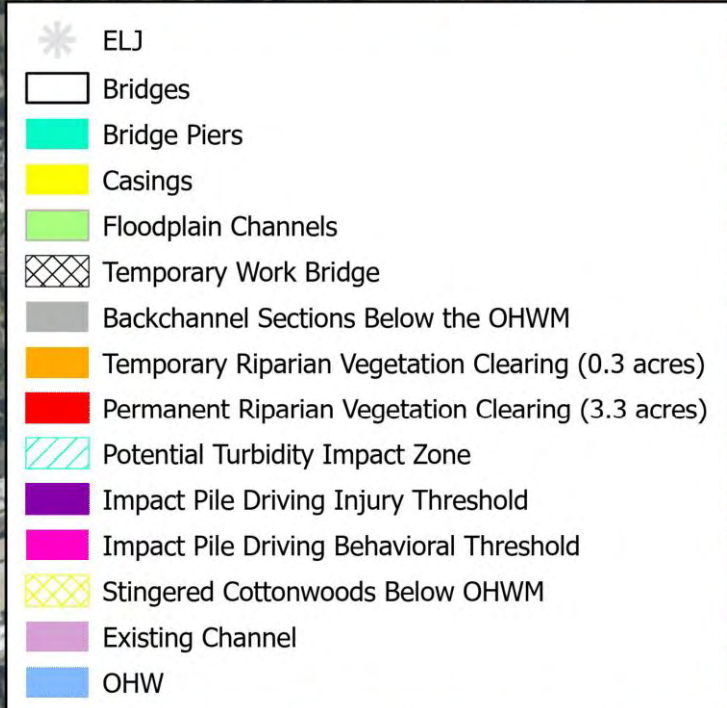 ELJ
Bridges
Bridge Piers
Casings
Floodplain Channels
Temporary Work Bridge
Backchannel Sections Below the OHWM
Temporary Riparian Vegetation Clearing (0.3 acres)
Permanent Riparian Vegetation Clearing (3.3 acres)
Potential Turbidity Impact Zone
Impact Pile Driving Injury Threshold
Impact Pile Driving Behavioral Threshold
Stingered Cottonwoods Below OHWM
Existing Channel
OHW